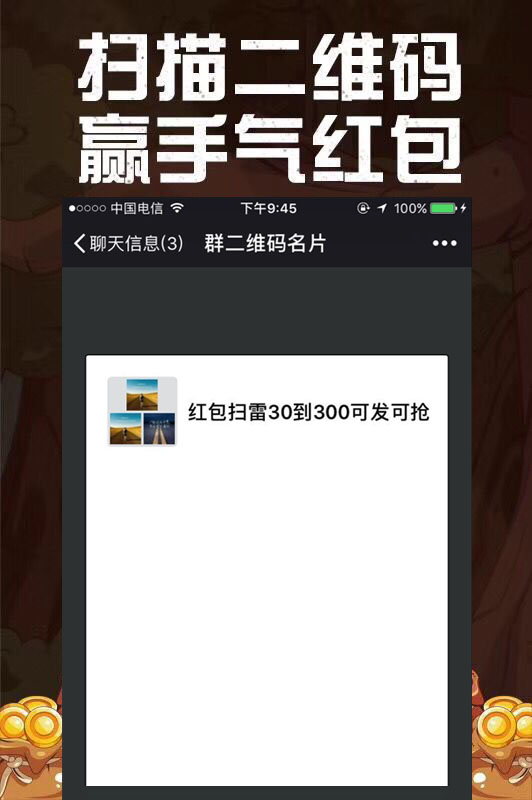 扫描二维码
赢手气红包
中国电信 下午9:45 100%
聊天信息(3) 群二维码名片
红包扫雷30到300可发可抢